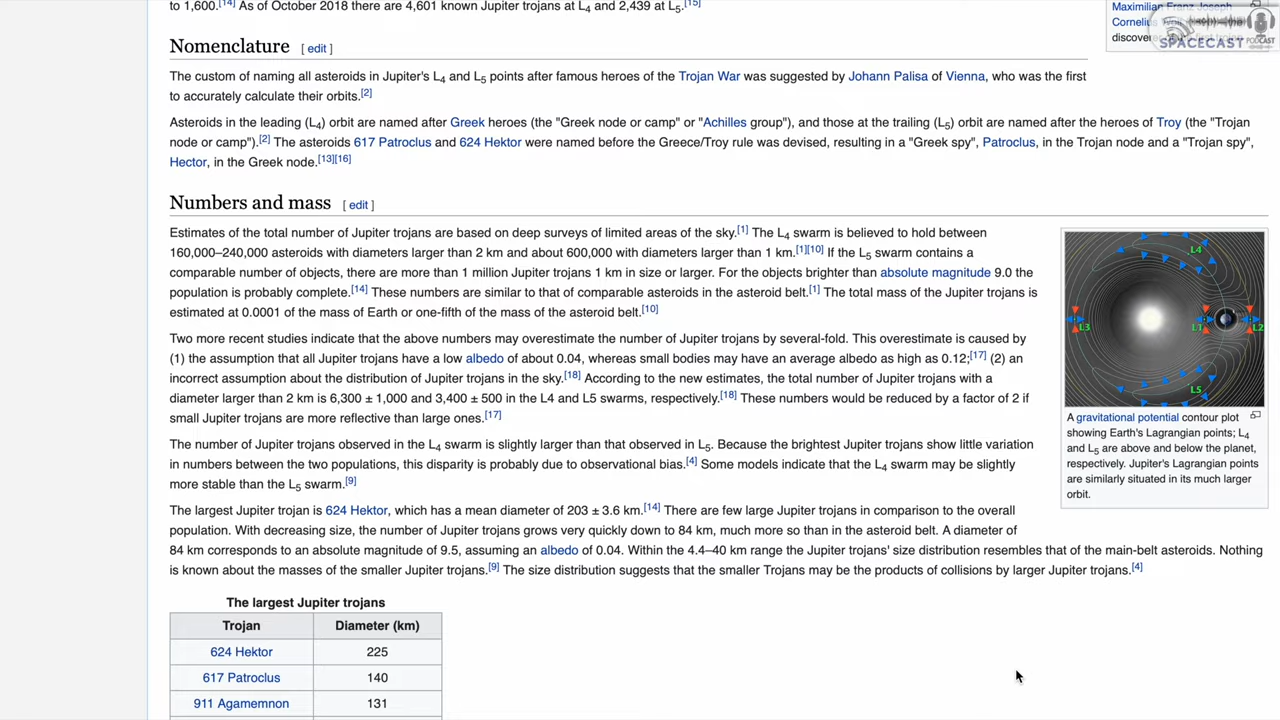 to 1,600.[14] As of October 2018 there are 4,601 known Jupiter trojans at L4 and 2,439 at L5.[15]
Maximilian Franz Joseph
Cornelius
discovere
SPACECAST PODCAST
Nomenclature [ edit ]
The custom of naming all asteroids in Jupiter's L4 and L5 points after famous heroes of the Trojan War was suggested by Johann Palisa of Vienna, who was the first
to accurately calculate their orbits.[2]
Asteroids in the leading (L4) orbit are named after Greek heroes (the "Greek node or camp" or "Achilles group"), and those at the trailing (L5) orbit are named after the heroes of Troy (the "Trojan
node or camp").[2] The asteroids 617 Patroclus and 624 Hektor were named before the Greece/Troy rule was devised, resulting in a "Greek spy", Patroclus, in the Trojan node and a "Trojan spy",
Hector, in the Greek node.[13][16]
Numbers and mass [ edit ]
Estimates of the total number of Jupiter trojans are based on deep surveys of limited areas of the sky.[1] The L4 swarm is believed to hold between
160,000–240,000 asteroids with diameters larger than 2 km and about 600,000 with diameters larger than 1 km.[1][10] If the L5 swarm contains a
comparable number of objects, there are more than 1 million Jupiter trojans 1 km in size or larger. For the objects brighter than absolute magnitude 9.0 the
population is probably complete.[14] These numbers are similar to that of comparable asteroids in the asteroid belt.[1] The total mass of the Jupiter trojans is
estimated at 0.0001 of the mass of Earth or one-fifth of the mass of the asteroid belt.[10]
Two more recent studies indicate that the above numbers may overestimate the number of Jupiter trojans by several-fold. This overestimate is caused by
(1) the assumption that all Jupiter trojans have a low albedo of about 0.04, whereas small bodies may have an average albedo as high as 0.12;[17] (2) an
incorrect assumption about the distribution of Jupiter trojans in the sky.[18] According to the new estimates, the total number of Jupiter trojans with a
diameter larger than 2 km is 6,300 ± 1,000 and 3,400 ± 500 in the L4 and L5 swarms, respectively.[18] These numbers would be reduced by a factor of 2 if
small Jupiter trojans are more reflective than large ones.[17]
The number of Jupiter trojans observed in the L4 swarm is slightly larger than that observed in L5. Because the brightest Jupiter trojans show little variation
in numbers between the two populations, this disparity is probably due to observational bias.[4] Some models indicate that the L4 swarm may be slightly
more stable than the L5 swarm.[9]
The largest Jupiter trojan is 624 Hektor, which has a mean diameter of 203 ± 3.6 km.[14] There are few large Jupiter trojans in comparison to the overall
population. With decreasing size, the number of Jupiter trojans grows very quickly down to 84 km, much more so than in the asteroid belt. A diameter of
84 km corresponds to an absolute magnitude of 9.5, assuming an albedo of 0.04. Within the 4.4–40 km range the Jupiter trojans' size distribution resembles that of the main-belt asteroids. Nothing
is known about the masses of the smaller Jupiter trojans.[9] The size distribution suggests that the smaller Trojans may be the products of collisions by larger Jupiter trojans.[4]
L4
L3
L1
L2
L5
A gravitational potential contour plot
showing Earth's Lagrangian points; L4
and L5 are above and below the planet,
respectively. Jupiter's Lagrangian points
are similarly situated in its much larger
orbit.
The largest Jupiter trojans
Trojan Diameter (km)
624 Hektor 225
617 Patroclus 140
911 Agamemnon 131